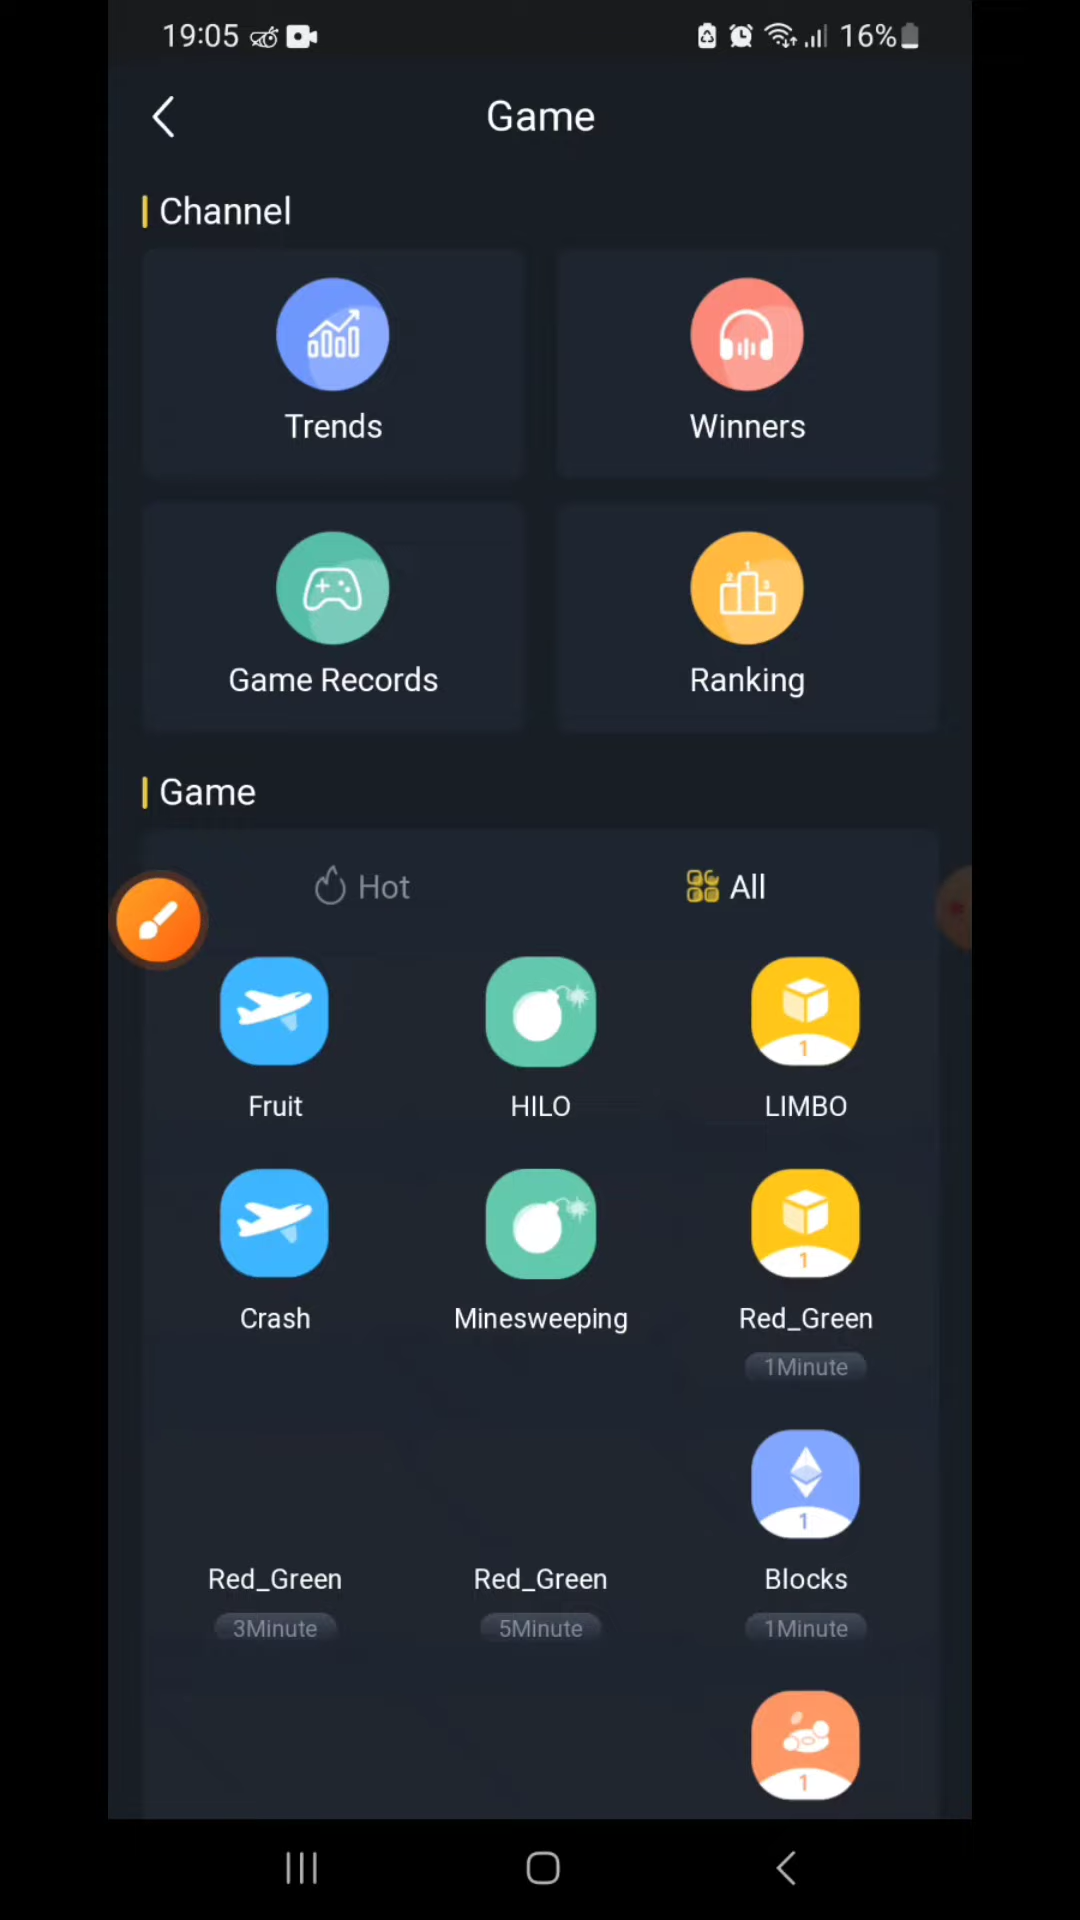 19:05 16%
Game
Channel
Trends Winners
Game Records Ranking
Game
Hot All
Fruit HILO LIMBO
1
Crash Minesweeping Red_Green
1Minute
1
Red_Green Red_Green Blocks
3Minute 5Minute 1Minute
1